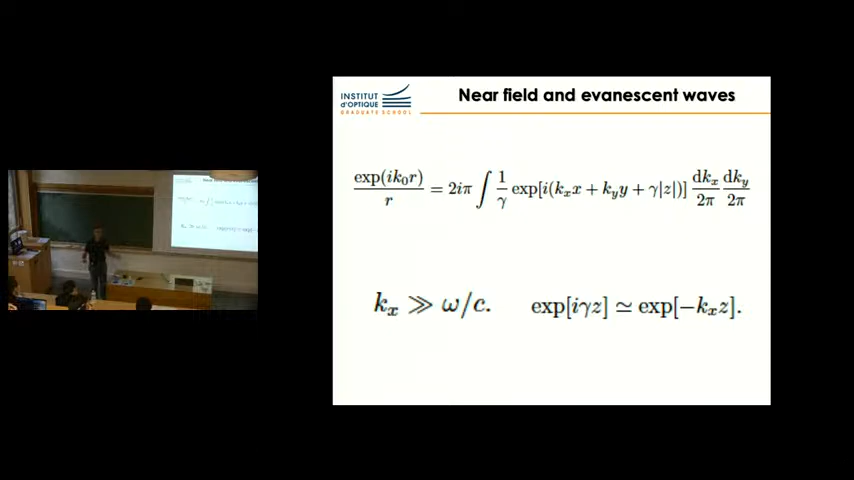 INSTITUT
d'OPTIQUE
GRADUATE SCHOOL
Near field and evanescent waves
exp(ik₀r)/r = 2iπ ∫ 1/γ exp[i(kₓx + k_y y + γ|z|)] dkₓ/2π dk_y/2π
kₓ ≫ ω/c. exp[iγz] ≃ exp[−kₓz].